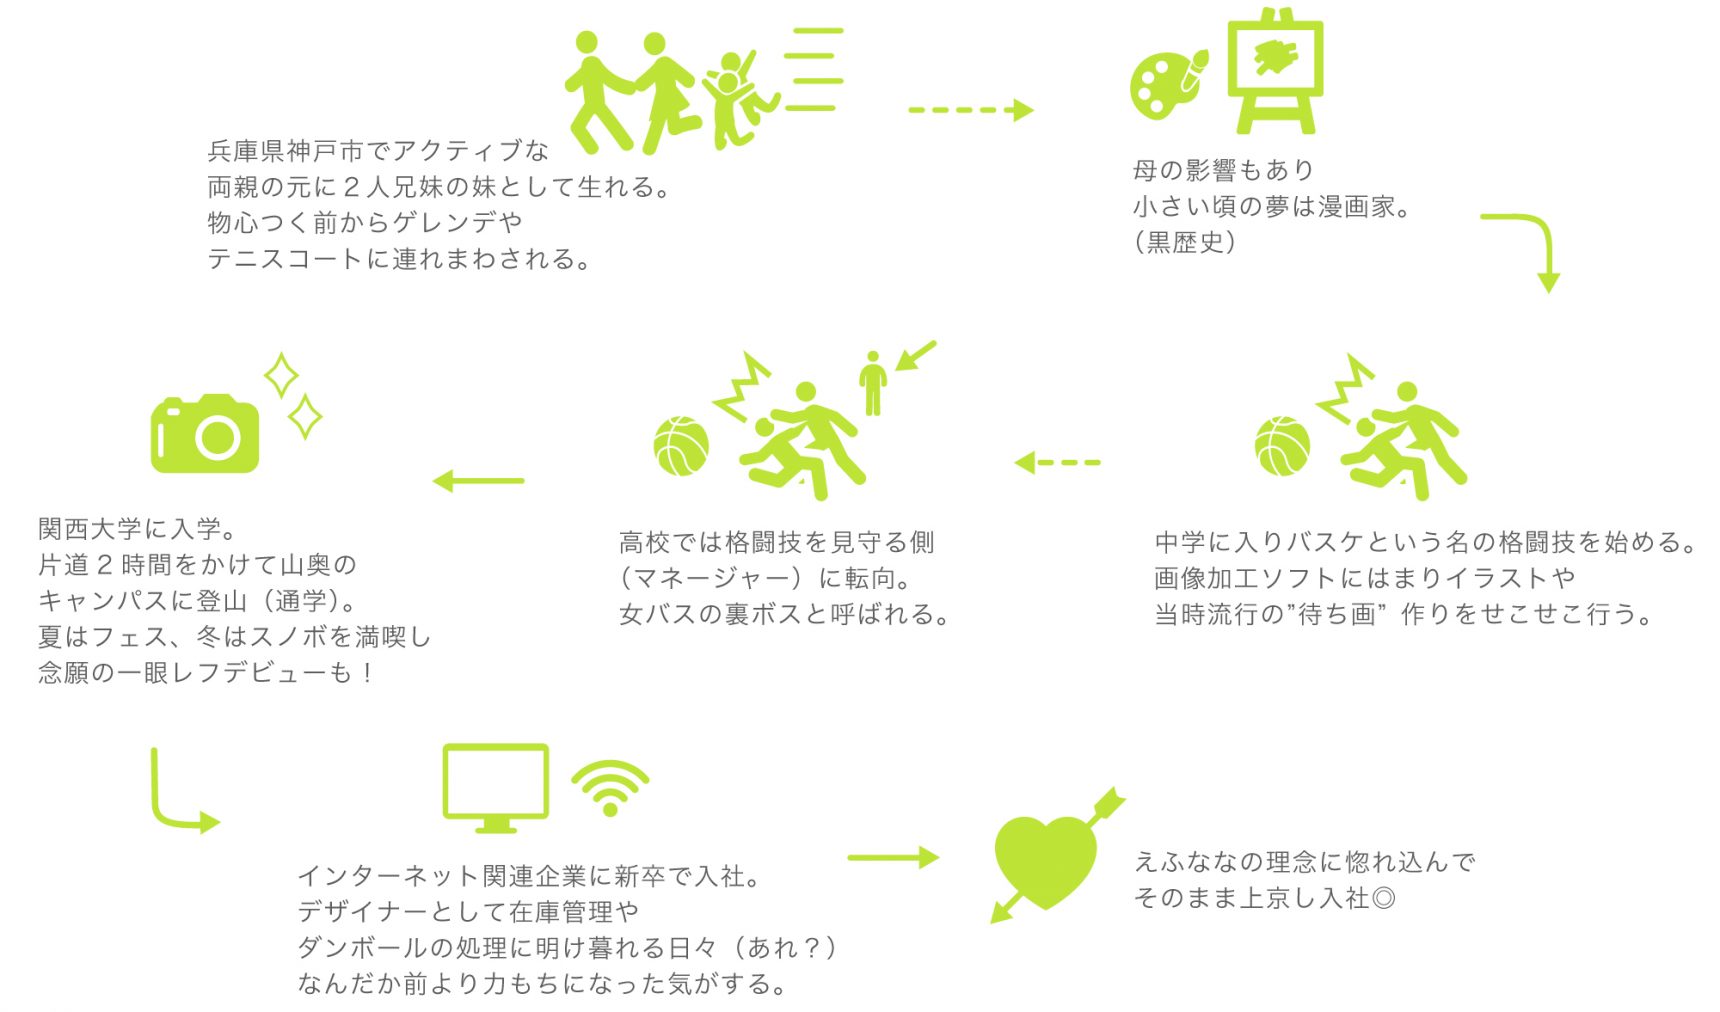 兵庫県神戸市でアクティブな
両親の元に２人兄妹の妹として生れる。
物心つく前からゲレンデや
テニスコートに連れまわされる。
母の影響もあり
小さい頃の夢は漫画家。
（黒歴史）
中学に入りバスケという名の格闘技を始める。
画像加工ソフトにはまりイラストや
当時流行の”待ち画” 作りをせこせこ行う。
高校では格闘技を見守る側
（マネージャー）に転向。
女バスの裏ボスと呼ばれる。
関西大学に入学。
片道２時間をかけて山奥の
キャンパスに登山（通学）。
夏はフェス、冬はスノボを満喫し
念願の一眼レフデビューも！
インターネット関連企業に新卒で入社。
デザイナーとして在庫管理や
ダンボールの処理に明け暮れる日々（あれ？）
なんだか前より力もちになった気がする。
えふななの理念に惚れ込んで
そのまま上京し入社◎